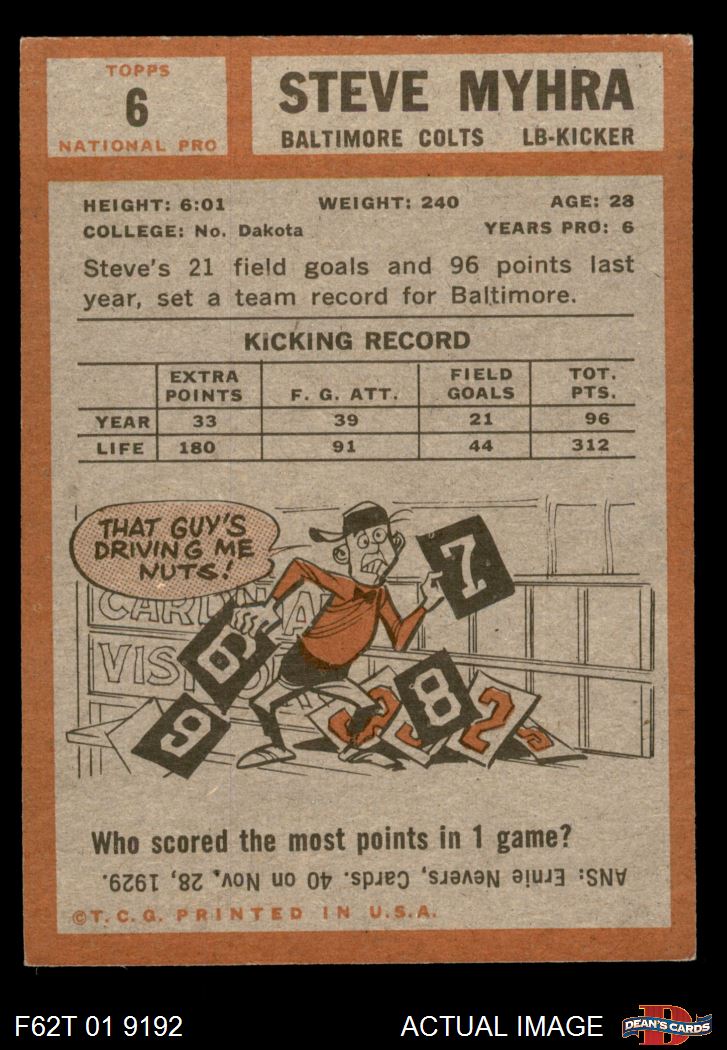 TOPPS
6
NATIONAL PRO
STEVE MYHRA
BALTIMORE COLTS LB-KICKER
HEIGHT: 6:01 WEIGHT: 240 AGE: 28
COLLEGE: No. Dakota YEARS PRO: 6
Steve's 21 field goals and 96 points last
year, set a team record for Baltimore.
KICKING RECORD
EXTRA POINTS F. G. ATT. FIELD GOALS TOT. PTS.
YEAR 33 39 21 96
LIFE 180 91 44 312
THAT GUY'S
DRIVING ME
NUTS!
7
CARDINA
VISI
6
9
8
3
2
5
Who scored the most points in 1 game?
ANS: Ernie Nevers, Cards. 40 on Nov. 28, 1929.
©T.C.G. PRINTED IN U.S.A.
F62T 01 9192 ACTUAL IMAGE
D
DEAN'S CARDS